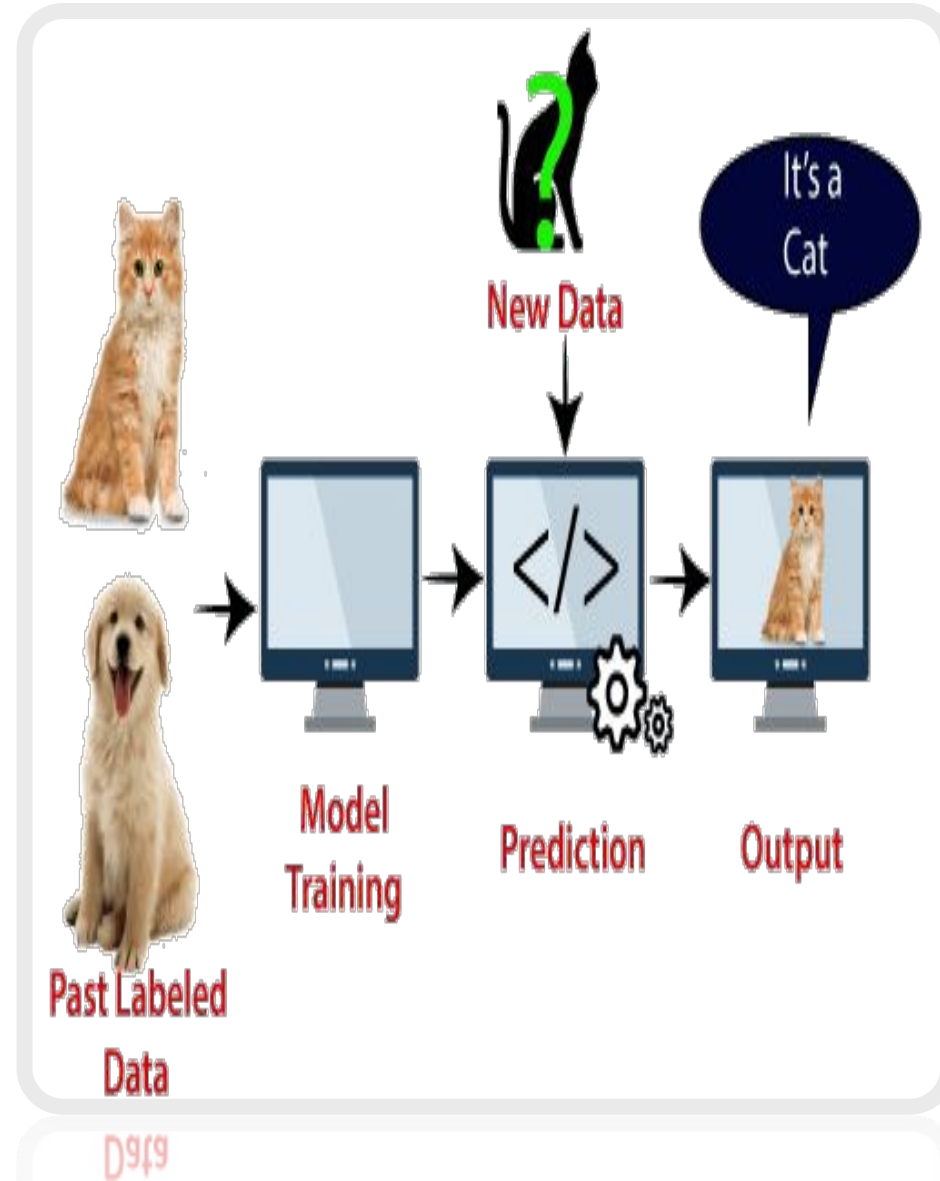 ?
New Data
It's a
Cat
</>
Model
Training
Prediction
Output
Past Labeled
Data